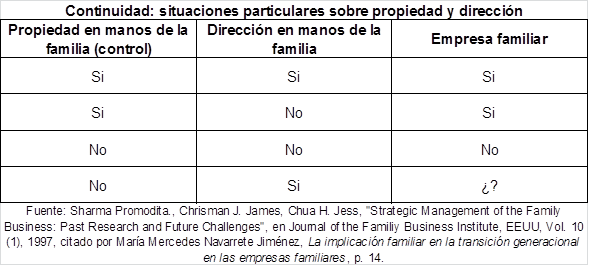 Continuidad: situaciones particulares sobre propiedad y dirección
Propiedad en manos de la familia (control) Dirección en manos de la familia Empresa familiar
Si Si Si
Si No Si
No No No
No Si ¿?
Fuente: Sharma Promodita., Chrisman J. James, Chua H. Jess, "Strategic Management of the Family
Business: Past Research and Future Challenges", en Journal of the Familiy Business Institute, EEUU, Vol. 10
(1), 1997, citado por María Mercedes Navarrete Jiménez, La implicación familiar en la transición generacional
en las empresas familiares, p. 14.